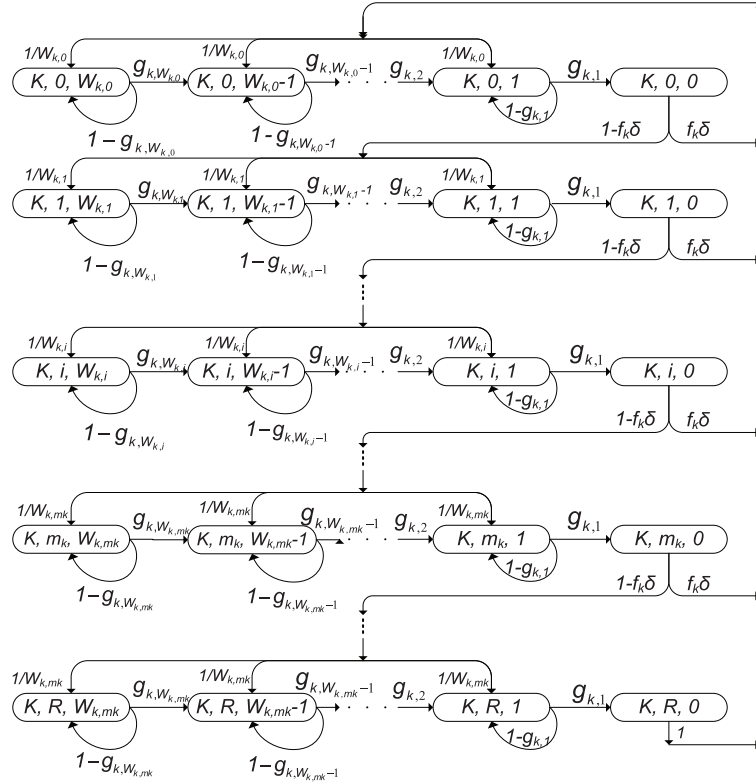 1/W_{k,0} 1/W_{k,0} 1/W_{k,0}
g_{k,W_{k,0}} g_{k,W_{k,0}-1} g_{k,2} g_{k,1}
K, 0, W_{k,0} K, 0, W_{k,0}-1 · · · K, 0, 1 K, 0, 0
1-g_{k,1}
1-g_{k,W_{k,0}} 1-g_{k,W_{k,0}-1} 1-f_kδ f_kδ
1/W_{k,1} 1/W_{k,1} 1/W_{k,1}
g_{k,W_{k,1}} g_{k,W_{k,1}-1} g_{k,2} g_{k,1}
K, 1, W_{k,1} K, 1, W_{k,1}-1 · · · K, 1, 1 K, 1, 0
1-g_{k,1}
1-g_{k,W_{k,1}} 1-g_{k,W_{k,1}-1} 1-f_kδ f_kδ
1/W_{k,i} 1/W_{k,i} 1/W_{k,i}
g_{k,W_{k,i}} g_{k,W_{k,i}-1} g_{k,2} g_{k,1}
K, i, W_{k,i} K, i, W_{k,i}-1 · · · K, i, 1 K, i, 0
1-g_{k,1}
1-g_{k,W_{k,i}} 1-g_{k,W_{k,i}-1} 1-f_kδ f_kδ
1/W_{k,mk} 1/W_{k,mk} 1/W_{k,mk}
g_{k,W_{k,mk}} g_{k,W_{k,mk}-1} g_{k,2} g_{k,1}
K, m_k, W_{k,mk} K, m_k, W_{k,mk}-1 · · · K, m_k, 1 K, m_k, 0
1-g_{k,1}
1-g_{k,W_{k,mk}} 1-g_{k,W_{k,mk}-1} 1-f_kδ f_kδ
1/W_{k,mk} 1/W_{k,mk} 1/W_{k,mk}
g_{k,W_{k,mk}} g_{k,W_{k,mk}-1} g_{k,2} g_{k,1}
K, R, W_{k,mk} K, R, W_{k,mk}-1 · · · K, R, 1 K, R, 0
1-g_{k,1} 1
1-g_{k,W_{k,mk}} 1-g_{k,W_{k,mk}-1}